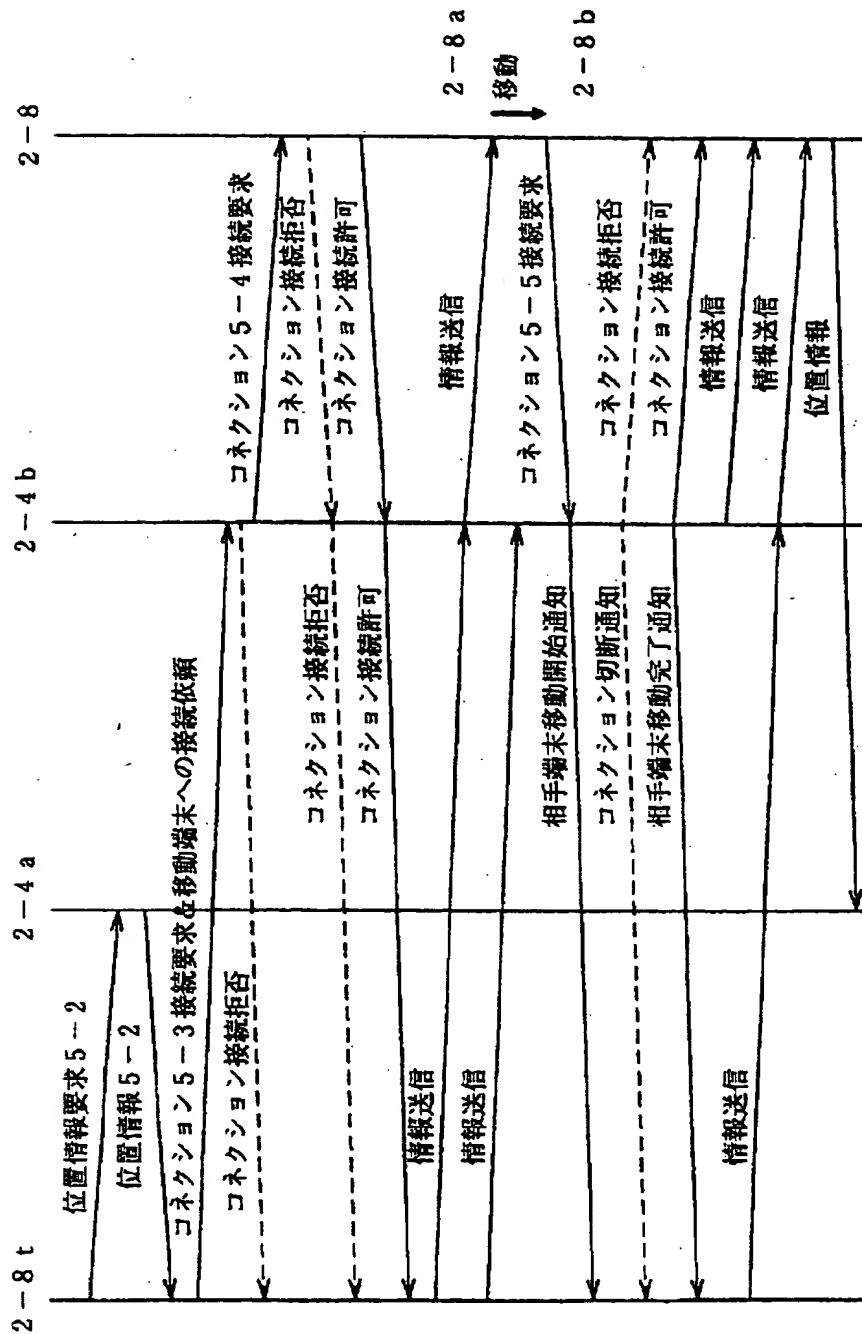 2－8t
2－4a
2－4b
2－8
位置情報要求5－2
位置情報5－2
コネクション5－3接続要求&移動端末への接続依頼
コネクション接続拒否
コネクション5－4接続要求
コネクション接続拒否
コネクション接続拒否
コネクション接続許可
コネクション接続許可
情報送信
情報送信
情報送信
2－8a
移動
2－8b
コネクション5－5接続要求
相手端末移動開始通知
コネクション接続拒否
コネクション切断通知
コネクション接続許可
相手端末移動完了通知
情報送信
情報送信
情報送信
位置情報